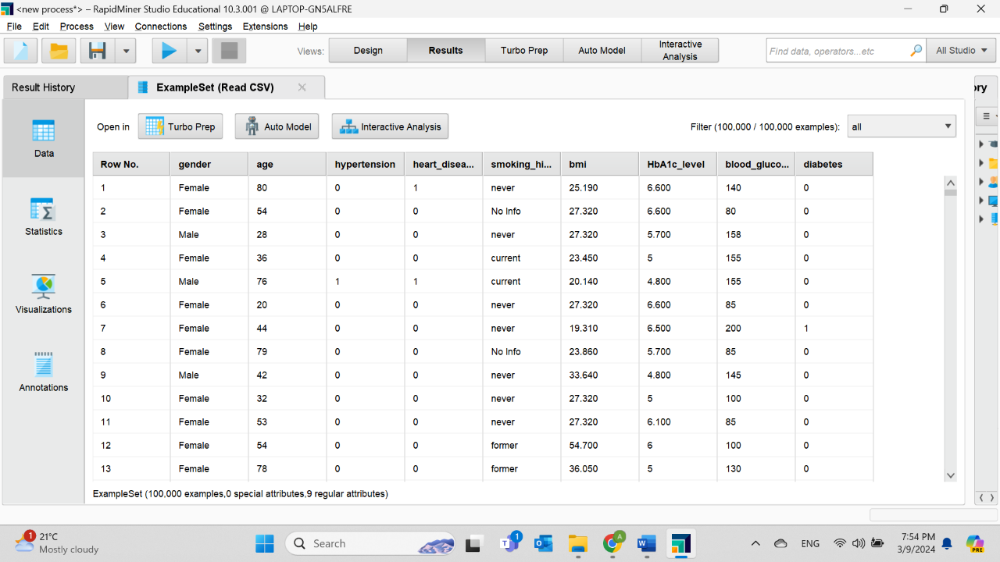 <new process*> – RapidMiner Studio Educational 10.3.001 @ LAPTOP-GN5ALFRE
File Edit Process View Connections Settings Extensions Help
Views: Design Results Turbo Prep Auto Model Interactive Analysis Find data, operators...etc All Studio
Result History ExampleSet (Read CSV) ory
Open in Turbo Prep Auto Model Interactive Analysis Filter (100,000 / 100,000 examples): all
Data
Statistics
Visualizations
Annotations
Row No. gender age hypertension heart_disea... smoking_hi... bmi HbA1c_level blood_gluco... diabetes
1 Female 80 0 1 never 25.190 6.600 140 0
2 Female 54 0 0 No Info 27.320 6.600 80 0
3 Male 28 0 0 never 27.320 5.700 158 0
4 Female 36 0 0 current 23.450 5 155 0
5 Male 76 1 1 current 20.140 4.800 155 0
6 Female 20 0 0 never 27.320 6.600 85 0
7 Female 44 0 0 never 19.310 6.500 200 1
8 Female 79 0 0 No Info 23.860 5.700 85 0
9 Male 42 0 0 never 33.640 4.800 145 0
10 Female 32 0 0 never 27.320 5 100 0
11 Female 53 0 0 never 27.320 6.100 85 0
12 Female 54 0 0 former 54.700 6 100 0
13 Female 78 0 0 former 36.050 5 130 0
ExampleSet (100,000 examples,0 special attributes,9 regular attributes)
1 21°C
Mostly cloudy
Search
T 1
A
W
ENG
7:54 PM
3/9/2024
PRE